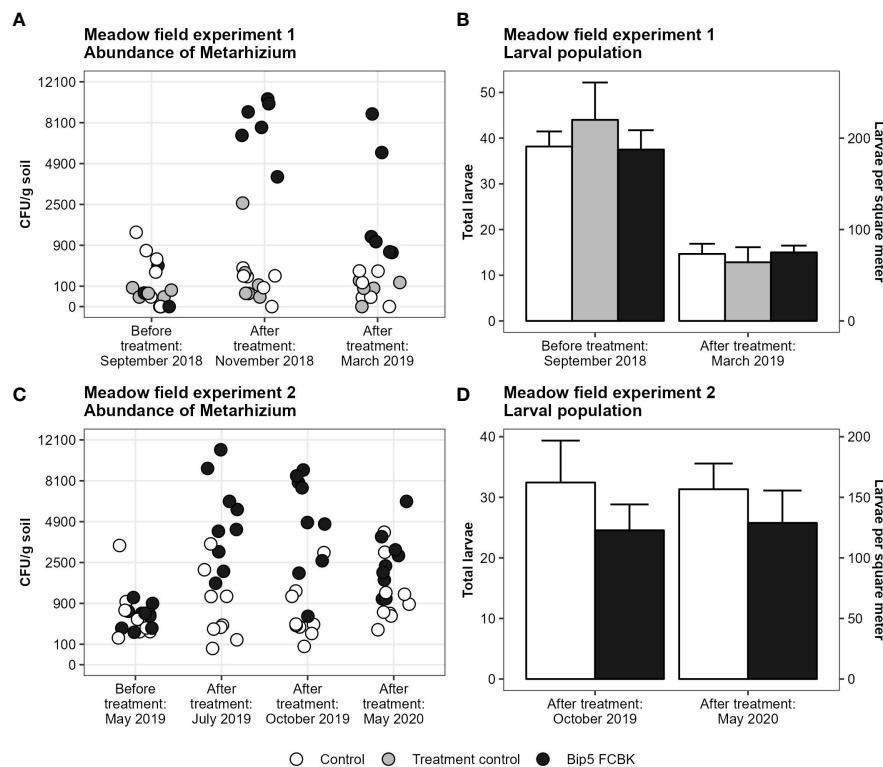 A
Meadow field experiment 1
Abundance of Metarhizium
CFU/g soil
12100
8100
4900
2500
900
100
0
Before
treatment:
September 2018
After
treatment:
November 2018
After
treatment:
March 2019
B
Meadow field experiment 1
Larval population
Total larvae
50
40
30
20
10
0
Larvae per square meter
200
100
0
Before treatment:
September 2018
After treatment:
March 2019
C
Meadow field experiment 2
Abundance of Metarhizium
CFU/g soil
12100
8100
4900
2500
900
100
0
Before
treatment:
May 2019
After
treatment:
July 2019
After
treatment:
October 2019
After
treatment:
May 2020
D
Meadow field experiment 2
Larval population
Total larvae
40
30
20
10
0
Larvae per square meter
200
150
100
50
0
After treatment:
October 2019
After treatment:
May 2020
Control
Treatment control
Bip5 FCBK